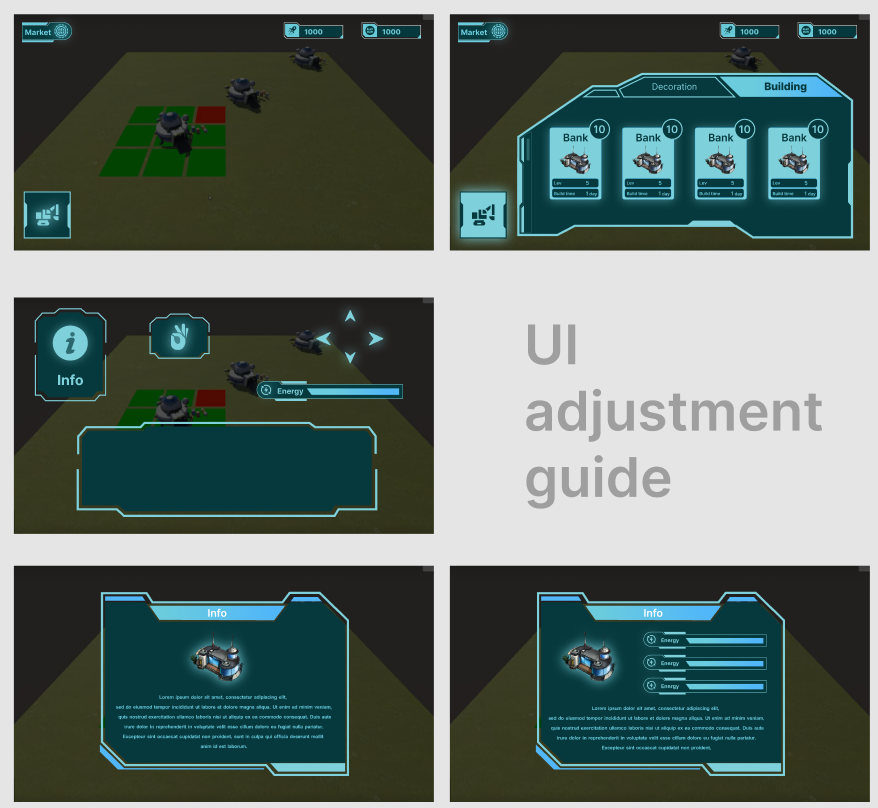 Market
1000
1000
Market
1000
1000
Decoration
Building
Bank 10
Bank 10
Bank 10
Bank 10
Lev 5
Lev 5
Lev 5
Lev 5
Build time 1 day
Build time 1 day
Build time 1 day
Build time 1 day
Info
Energy
UI
adjustment
guide
Info
Lorem ipsum dolor sit amet, consectetur adipiscing elit,
sed do eiusmod tempor incididunt ut labore et dolore magna aliqua. Ut enim ad minim veniam,
quis nostrud exercitation ullamco laboris nisi ut aliquip ex ea commodo consequat. Duis aute
irure dolor in reprehenderit in voluptate velit esse cillum dolore eu fugiat nulla pariatur.
Excepteur sint occaecat cupidatat non proident, sunt in culpa qui officia deserunt mollit
anim id est laborum.
Info
Energy
Energy
Energy
Lorem ipsum dolor sit amet, consectetur adipiscing elit,
sed do eiusmod tempor incididunt ut labore et dolore magna aliqua. Ut enim ad minim veniam,
quis nostrud exercitation ullamco laboris nisi ut aliquip ex ea commodo consequat. Duis aute
irure dolor in reprehenderit in voluptate velit esse cillum dolore eu fugiat nulla pariatur.
Excepteur sint occaecat cupidatat non proident,